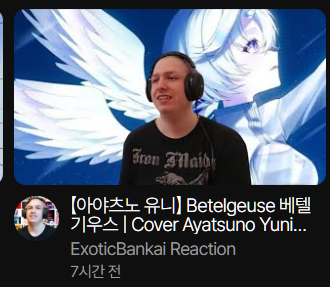 Iron Maide
【아야츠노 유니】 Betelgeuse 베텔
기우스 | Cover Ayatsuno Yuni...
ExoticBankai Reaction
7시간 전